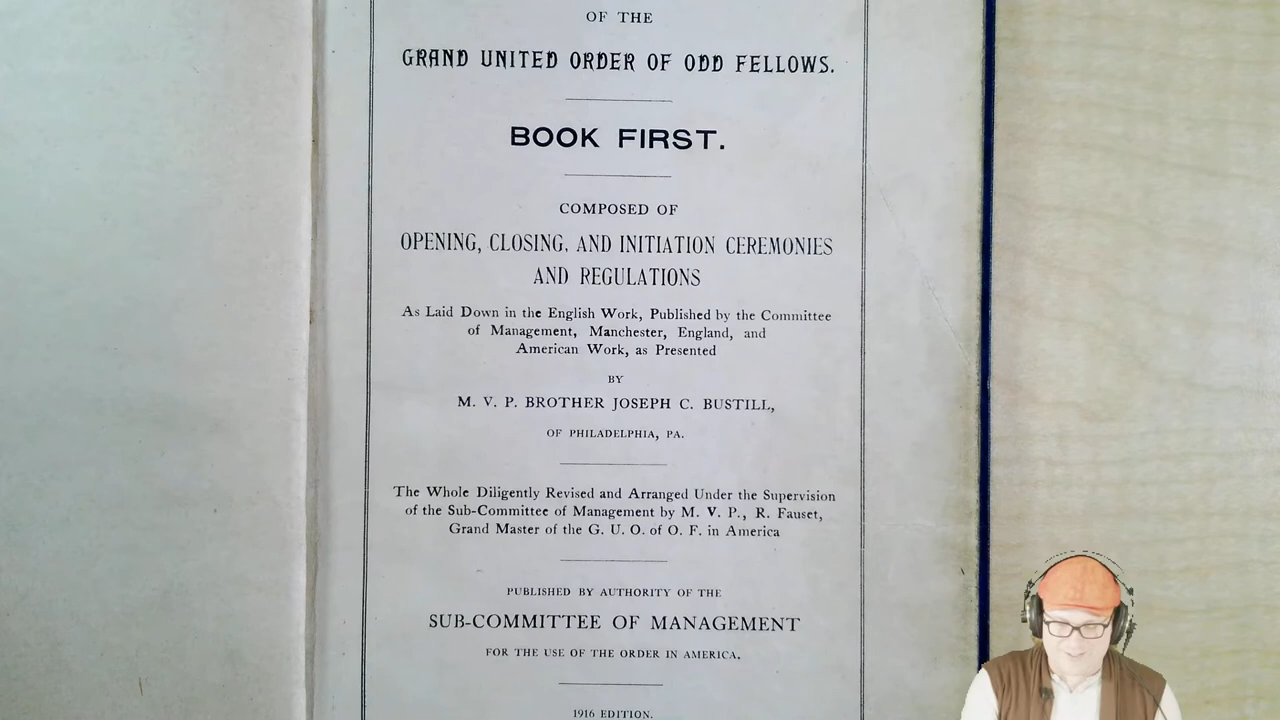 OF THE
GRAND UNITED ORDER OF ODD FELLOWS.
BOOK FIRST.
COMPOSED OF
OPENING, CLOSING, AND INITIATION CEREMONIES
AND REGULATIONS
As Laid Down in the English Work, Published by the Committee
of Management, Manchester, England, and
American Work, as Presented
BY
M. V. P. BROTHER JOSEPH C. BUSTILL,
OF PHILADELPHIA, PA.
The Whole Diligently Revised and Arranged Under the Supervision
of the Sub-Committee of Management by M. V. P., R. Fauset,
Grand Master of the G. U. O. of O. F. in America
PUBLISHED BY AUTHORITY OF THE
SUB-COMMITTEE OF MANAGEMENT
FOR THE USE OF THE ORDER IN AMERICA.
1916 EDITION.